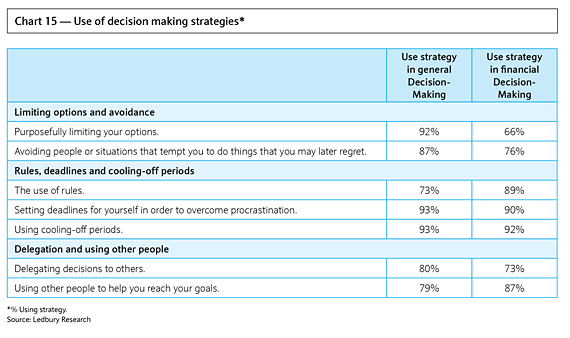 Chart 15 — Use of decision making strategies*
Use strategy in general Decision-Making
Use strategy in financial Decision-Making
Limiting options and avoidance
Purposefully limiting your options. 92% 66%
Avoiding people or situations that tempt you to do things that you may later regret. 87% 76%
Rules, deadlines and cooling-off periods
The use of rules. 73% 89%
Setting deadlines for yourself in order to overcome procrastination. 93% 90%
Using cooling-off periods. 93% 92%
Delegation and using other people
Delegating decisions to others. 80% 73%
Using other people to help you reach your goals. 79% 87%
*% Using strategy.
Source: Ledbury Research